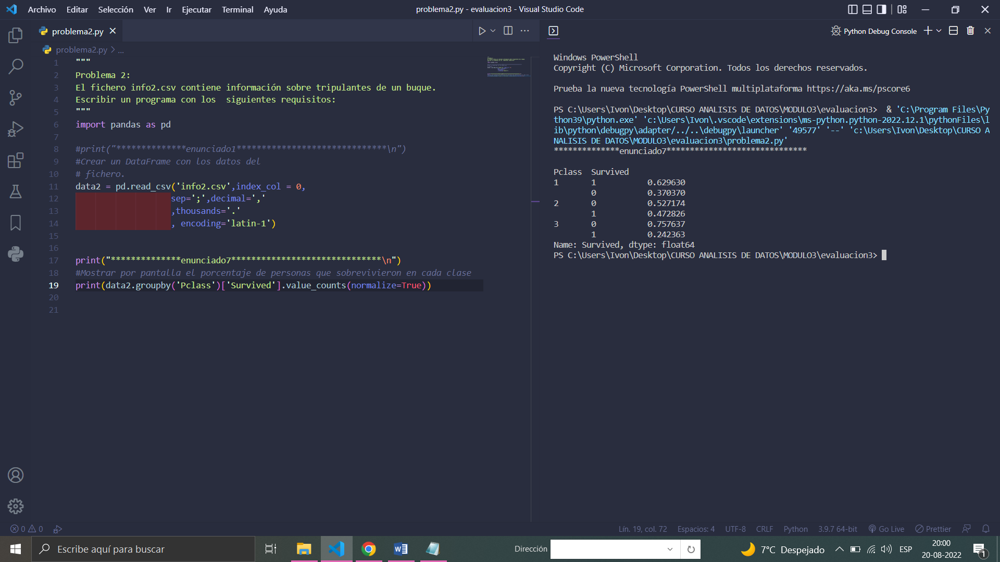 Archivo Editar Selección Ver Ir Ejecutar Terminal Ayuda
problema2.py - evaluacion3 - Visual Studio Code
problema2.py
problema2.py > ...
1 """
2 Problema 2:
3 El fichero info2.csv contiene información sobre tripulantes de un buque.
4 Escribir un programa con los  siguientes requisitos:
5 """
6 import pandas as pd
7
8 #print("**************enunciado1******************************\n")
9 #Crear un DataFrame con los datos del
10 # fichero.
11 data2 = pd.read_csv('info2.csv',index_col = 0,
12 sep=';',decimal=','
13 ,thousands='.'
14 , encoding='latin-1')
15
16
17 print("**************enunciado7******************************\n")
18 #Mostrar por pantalla el porcentaje de personas que sobrevivieron en cada clase
19 print(data2.groupby('Pclass')['Survived'].value_counts(normalize=True))
20
21
Python Debug Console
Windows PowerShell
Copyright (C) Microsoft Corporation. Todos los derechos reservados.
Prueba la nueva tecnología PowerShell multiplataforma https://aka.ms/pscore6
PS C:\Users\Ivon\Desktop\CURSO ANALISIS DE DATOS\MODULO3\evaluacion3>  & 'C:\Program Files\Py
thon39\python.exe' 'c:\Users\Ivon\.vscode\extensions\ms-python.python-2022.12.1\pythonFiles\l
ib\python\debugpy\adapter/../..\debugpy\launcher' '49577' '--' 'c:\Users\Ivon\Desktop\CURSO A
NALISIS DE DATOS\MODULO3\evaluacion3\problema2.py'
**************enunciado7******************************
Pclass  Survived
1       1           0.629630
        0           0.370370
2       0           0.527174
        1           0.472826
3       0           0.757637
        1           0.242363
Name: Survived, dtype: float64
PS C:\Users\Ivon\Desktop\CURSO ANALISIS DE DATOS\MODULO3\evaluacion3>
0 0
Lín. 19, col. 72 Espacios: 4 UTF-8 CRLF Python 3.9.7 64-bit Go Live Prettier
Escribe aquí para buscar
Dirección
7°C Despejado
ESP
20:00
20-08-2022
1